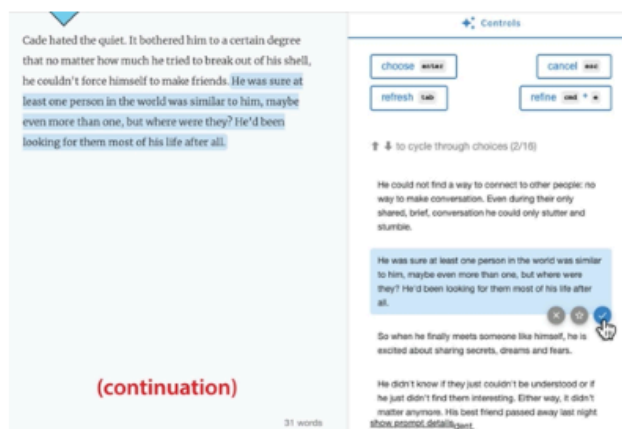 Cade hated the quiet. It bothered him to a certain degree
that no matter how much he tried to break out of his shell,
he couldn't force himself to make friends. He was sure at
least one person in the world was similar to him, maybe
even more than one, but where were they? He'd been
looking for them most of his life after all.
(continuation)
31 words
Controls
choose enter
cancel esc
refresh tab
refine cmd
to cycle through choices (2/16)
He could not find a way to connect to other people: no
way to make conversation. Even during their only
shared, brief, conversation he could only stutter and
stumble.
He was sure at least one person in the world was similar
to him, maybe even more than one, but where were
they? He'd been looking for them most of his life after
all.
So when he finally meets someone like himself, he is
excited about sharing secrets, dreams and fears.
He didn't know if they just couldn't be understood or if
he just didn't find them interesting. Either way, it didn't
matter anymore. His best friend passed away last night
show prompt details